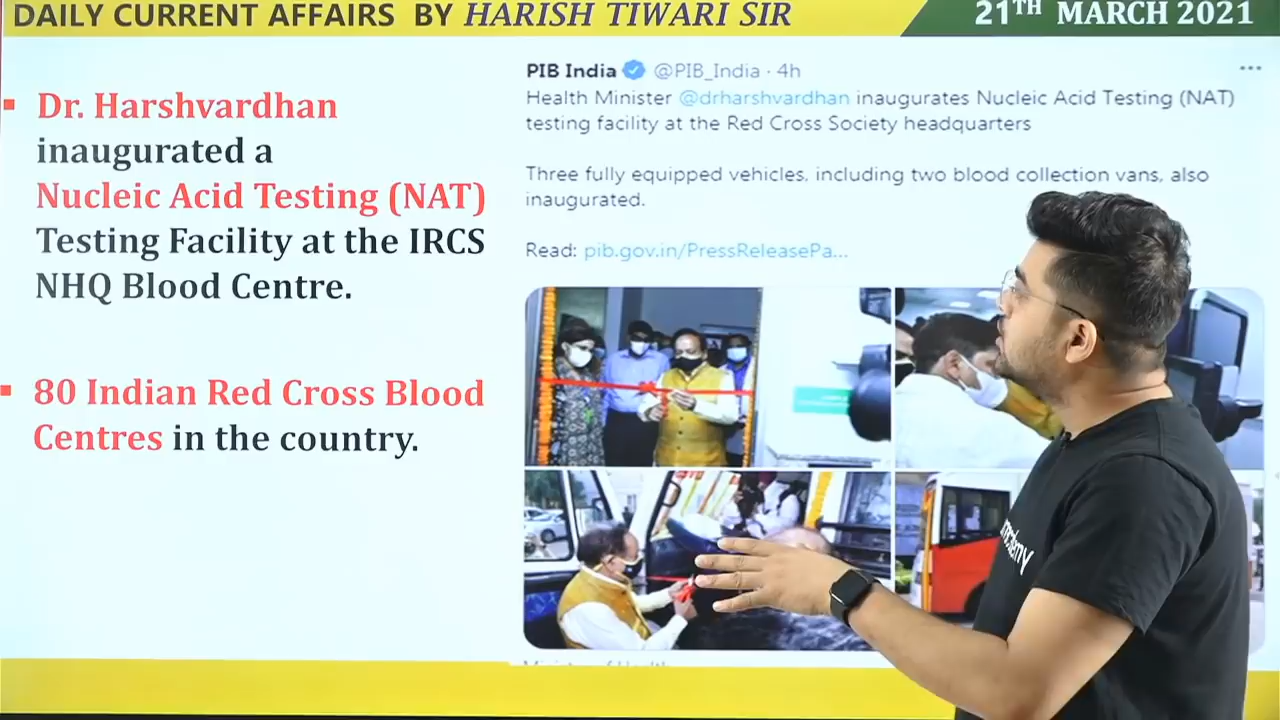 DAILY CURRENT AFFAIRS BY HARISH TIWARI SIR
21TH MARCH 2021
▪ Dr. Harshvardhan
inaugurated a
Nucleic Acid Testing (NAT)
Testing Facility at the IRCS
NHQ Blood Centre.
▪ 80 Indian Red Cross Blood
Centres in the country.
PIB India @PIB_India · 4h
Health Minister @drharshvardhan inaugurates Nucleic Acid Testing (NAT)
testing facility at the Red Cross Society headquarters
Three fully equipped vehicles, including two blood collection vans, also
inaugurated.
Read: pib.gov.in/PressReleasePa...